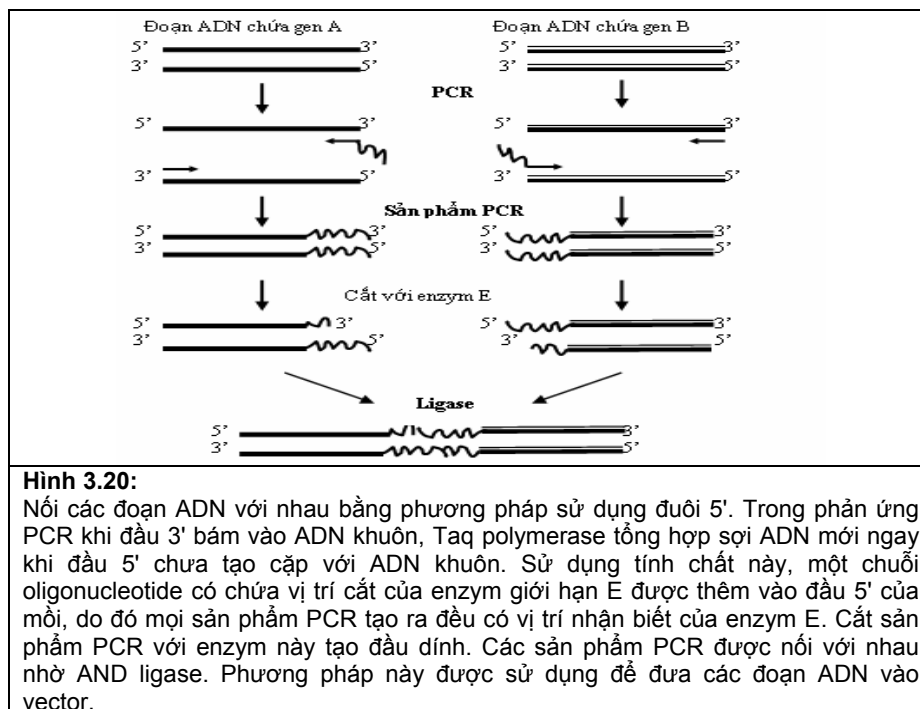 Đoạn ADN chứa gen A Đoạn ADN chứa gen B
5’ 3’ 5’ 3’
3’ 5’ 3’ 5’
PCR
5’ 3’ 5’ 3’
3’ 5’ 3’ 5’
Sản phẩm PCR
5’ 3’ 5’ 3’
3’ 5’ 3’ 5’
Cắt với enzym E
5’ 3’ 5’ 3’
3’ 5’ 3’ 5’
Ligase
5’ 3’
3’ 5’
Hình 3.20:
Nối các đoạn ADN với nhau bằng phương pháp sử dụng đuôi 5'. Trong phản ứng
PCR khi đầu 3' bám vào ADN khuôn, Taq polymerase tổng hợp sợi ADN mới ngay
khi đầu 5' chưa tạo cặp với ADN khuôn. Sử dụng tính chất này, một chuỗi
oligonucleotide có chứa vị trí cắt của enzym giới hạn E được thêm vào đầu 5' của
mồi, do đó mọi sản phẩm PCR tạo ra đều có vị trí nhận biết của enzym E. Cắt sản
phẩm PCR với enzym này tạo đầu dính. Các sản phẩm PCR được nối với nhau
nhờ AND ligase. Phương pháp này được sử dụng để đưa các đoạn ADN vào
vector.